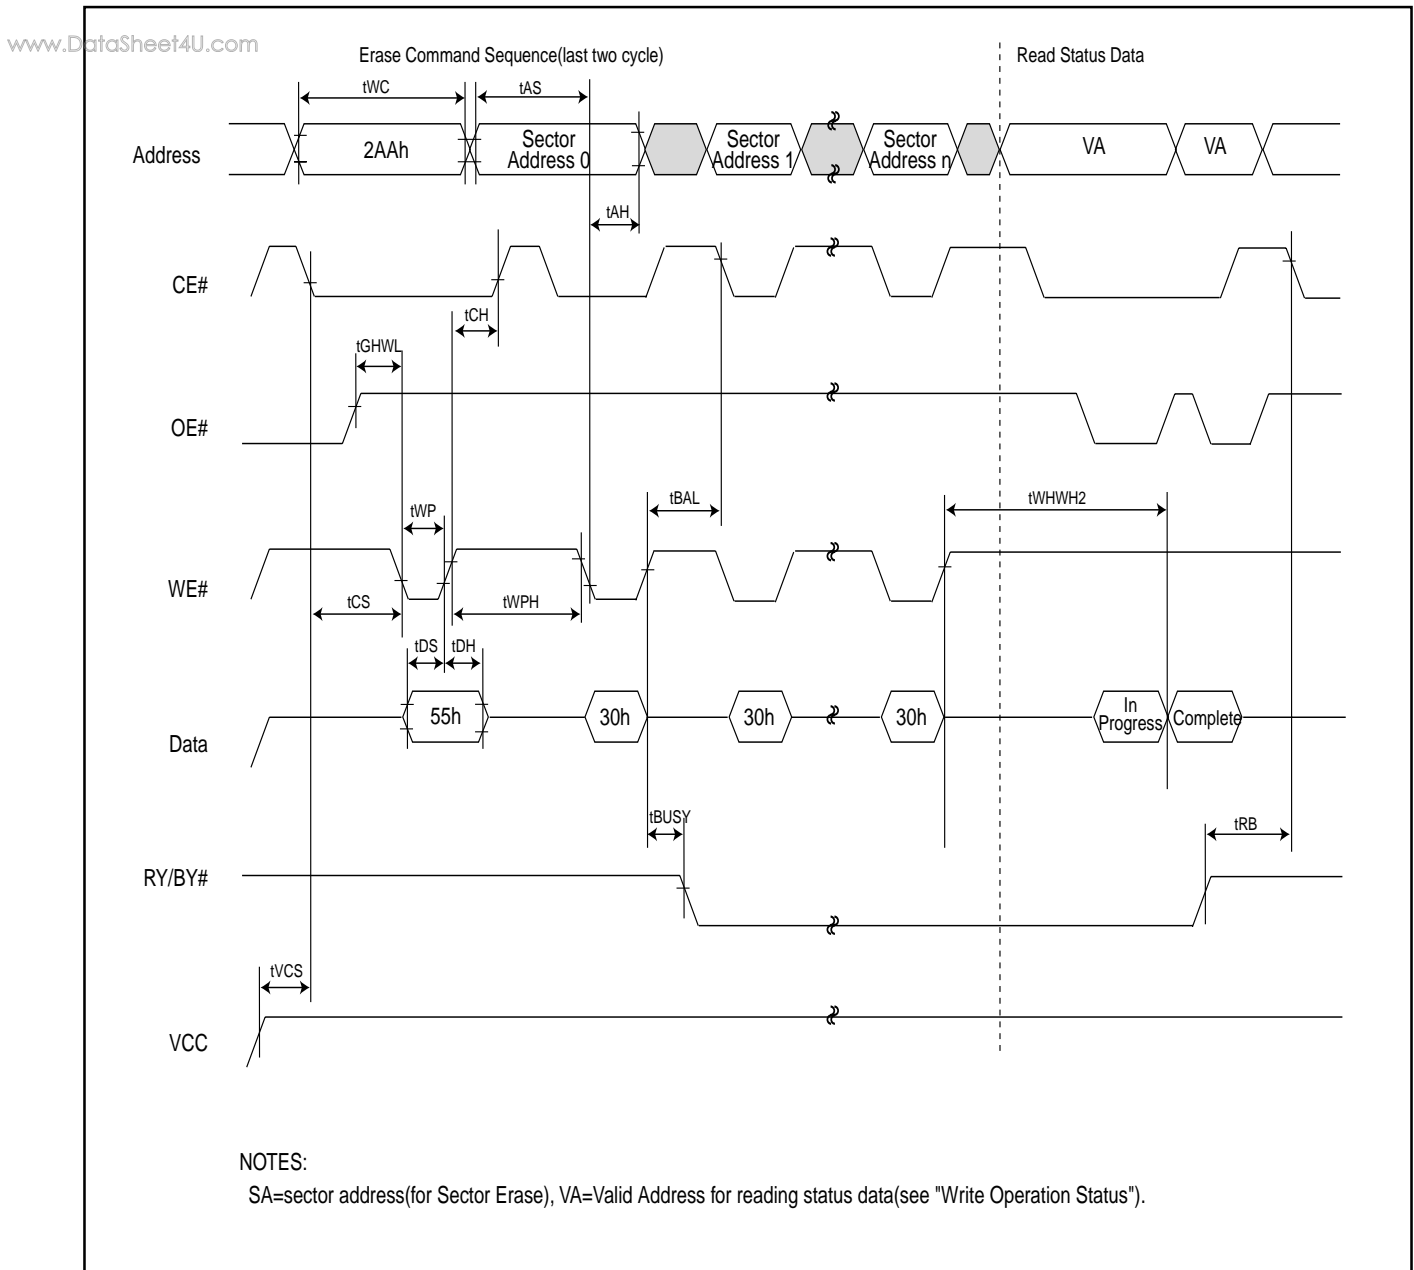 www.DataSheet4U.com
Erase Command Sequence(last two cycle)
Read Status Data
tWC
tAS
Address
2AAh
Sector
Address 0
Sector
Address 1
Sector
Address n
VA
VA
tAH
CE#
tCH
tGHWL
OE#
tBAL
tWHWH2
tWP
WE#
tCS
tWPH
tDS
tDH
Data
55h
30h
30h
30h
In
Progress
Complete
tBUSY
tRB
RY/BY#
tVCS
VCC
NOTES:
SA=sector address(for Sector Erase), VA=Valid Address for reading status data(see "Write Operation Status").